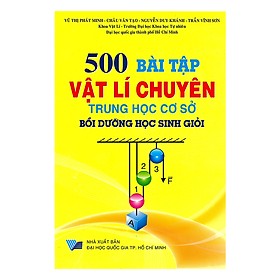 VŨ THỊ PHÁT MINH - CHÂU VĂN TẠO - NGUYỄN DUY KHÁNH - TRẦN VĨNH SƠN
Khoa Vật Lí - Trường Đại học Khoa học Tự nhiên
Đại học quốc gia thành phố Hồ Chí Minh
500 BÀI TẬP
VẬT LÍ CHUYÊN
TRUNG HỌC CƠ SỞ
BỒI DƯỠNG HỌC SINH GIỎI
3
2
1
F
A
NHÀ XUẤT BẢN
ĐẠI HỌC QUỐC GIA TP. HỒ CHÍ MINH